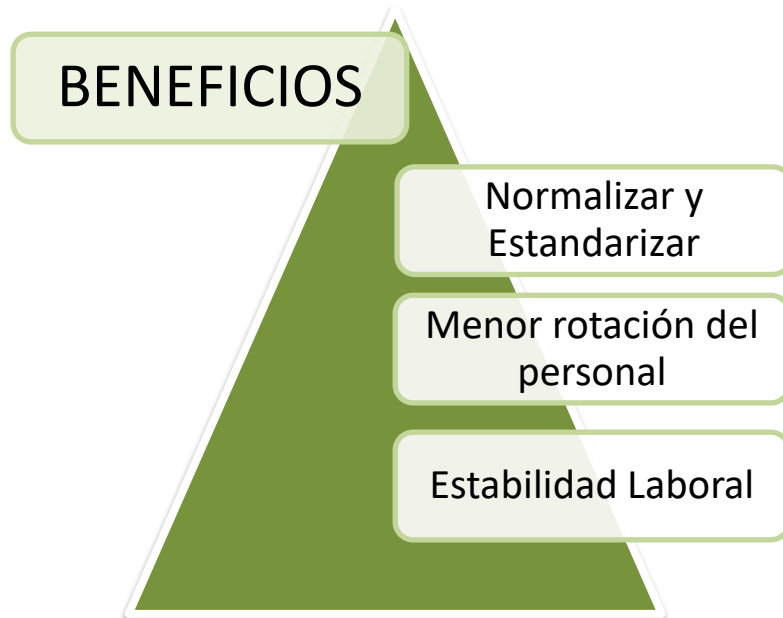 BENEFICIOS
Normalizar y
Estandarizar
Menor rotación del
personal
Estabilidad Laboral